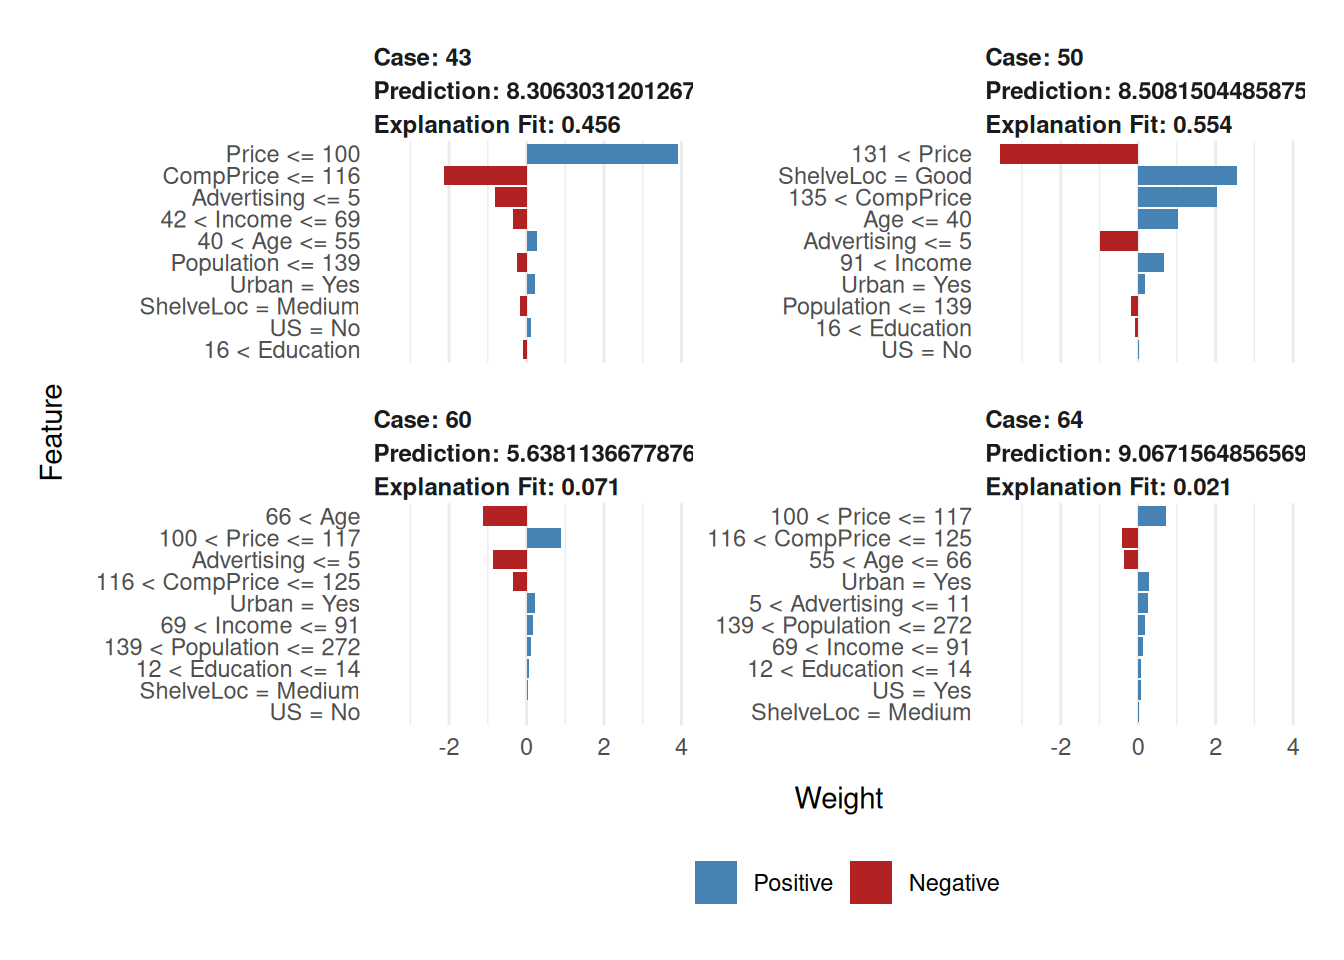 Case: 43
Prediction: 8.3063031201267
Explanation Fit: 0.456
Price <= 100
CompPrice <= 116
Advertising <= 5
42 < Income <= 69
40 < Age <= 55
Population <= 139
Urban = Yes
ShelveLoc = Medium
US = No
16 < Education
Case: 50
Prediction: 8.5081504485875
Explanation Fit: 0.554
131 < Price
ShelveLoc = Good
135 < CompPrice
Age <= 40
Advertising <= 5
91 < Income
Urban = Yes
Population <= 139
16 < Education
US = No
Feature
Case: 60
Prediction: 5.6381136677876
Explanation Fit: 0.071
66 < Age
100 < Price <= 117
Advertising <= 5
116 < CompPrice <= 125
Urban = Yes
69 < Income <= 91
139 < Population <= 272
12 < Education <= 14
ShelveLoc = Medium
US = No
-2 0 2 4
Case: 64
Prediction: 9.0671564856569
Explanation Fit: 0.021
100 < Price <= 117
116 < CompPrice <= 125
55 < Age <= 66
Urban = Yes
5 < Advertising <= 11
139 < Population <= 272
69 < Income <= 91
12 < Education <= 14
US = Yes
ShelveLoc = Medium
-2 0 2 4
Weight
Positive Negative